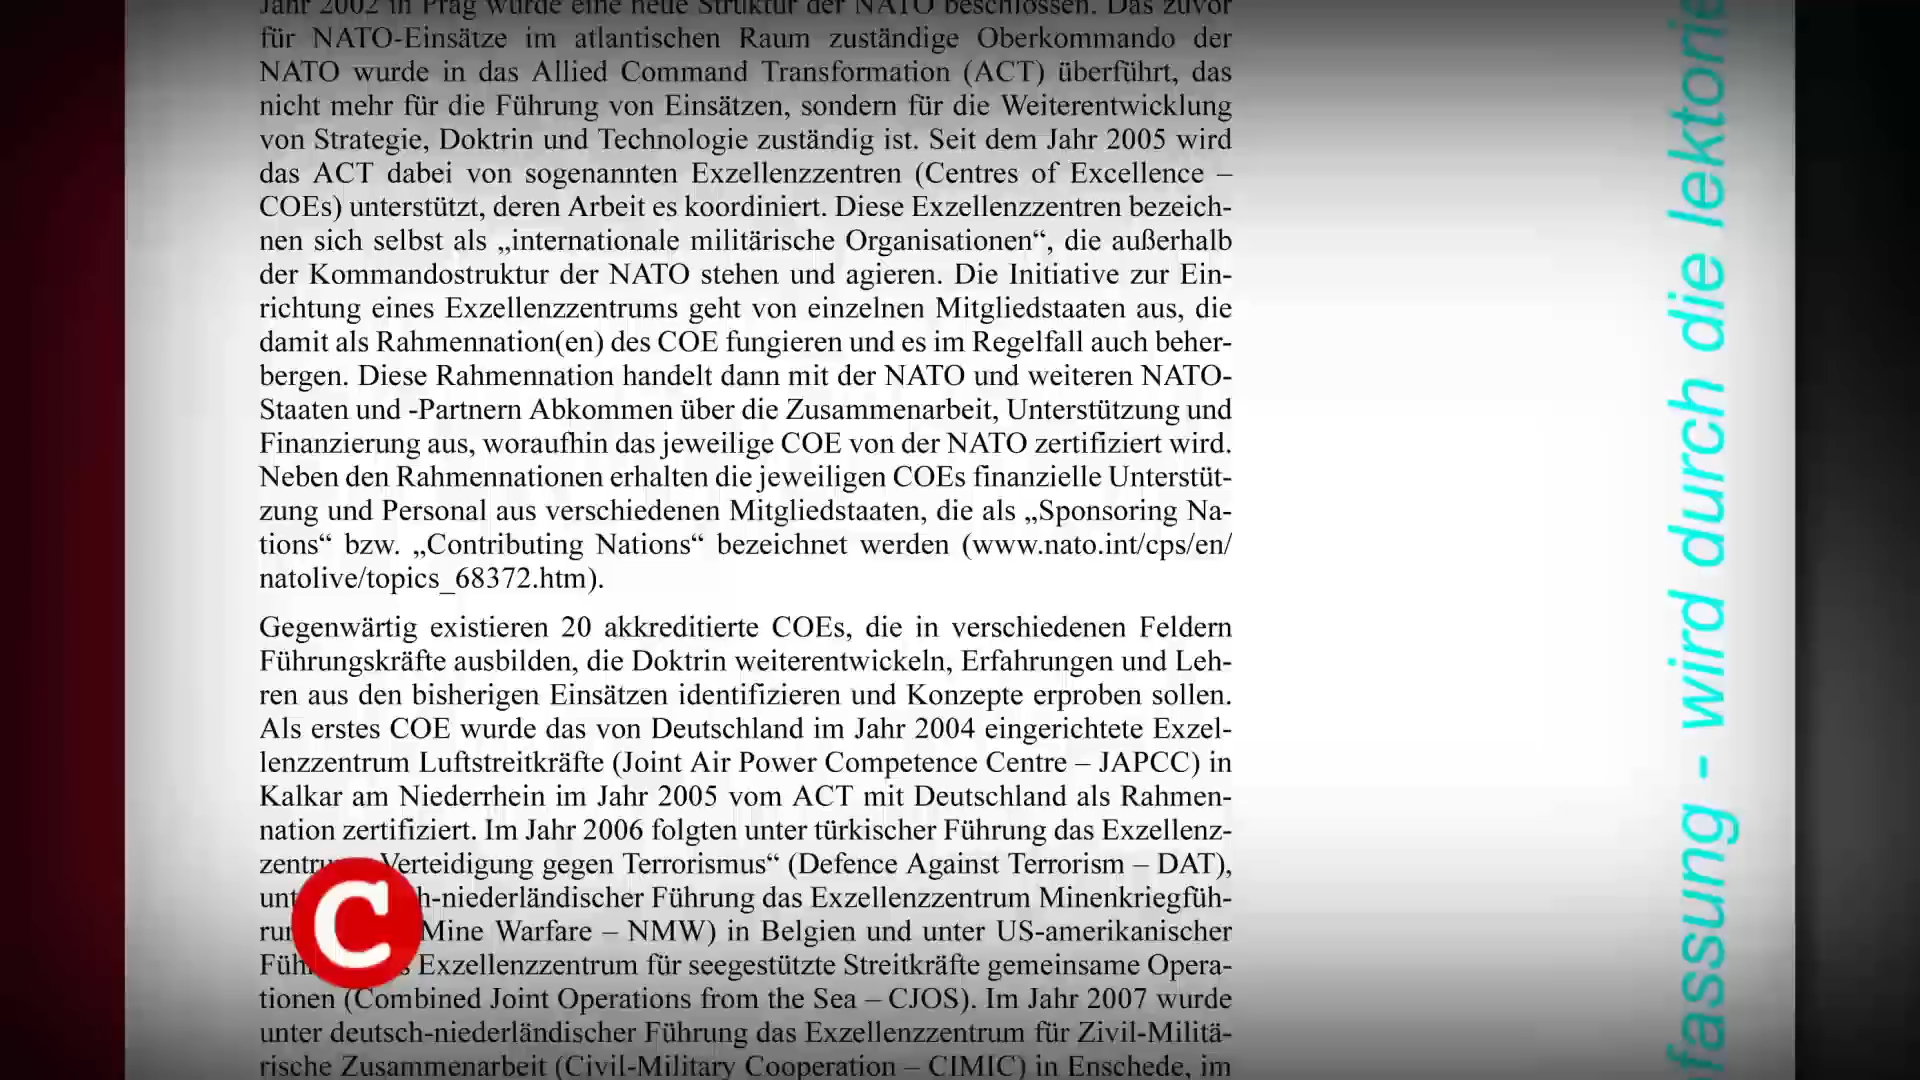 Jahr 2002 in Prag wurde eine neue Struktur der NATO beschlossen. Das zuvor
für NATO-Einsätze im atlantischen Raum zuständige Oberkommando der
NATO wurde in das Allied Command Transformation (ACT) überführt, das
nicht mehr für die Führung von Einsätzen, sondern für die Weiterentwicklung
von Strategie, Doktrin und Technologie zuständig ist. Seit dem Jahr 2005 wird
das ACT dabei von sogenannten Exzellenzzentren (Centres of Excellence –
COEs) unterstützt, deren Arbeit es koordiniert. Diese Exzellenzzentren bezeich-
nen sich selbst als „internationale militärische Organisationen“, die außerhalb
der Kommandostruktur der NATO stehen und agieren. Die Initiative zur Ein-
richtung eines Exzellenzzentrums geht von einzelnen Mitgliedstaaten aus, die
damit als Rahmennation(en) des COE fungieren und es im Regelfall auch beher-
bergen. Diese Rahmennation handelt dann mit der NATO und weiteren NATO-
Staaten und -Partnern Abkommen über die Zusammenarbeit, Unterstützung und
Finanzierung aus, woraufhin das jeweilige COE von der NATO zertifiziert wird.
Neben den Rahmennationen erhalten die jeweiligen COEs finanzielle Unterstüt-
zung und Personal aus verschiedenen Mitgliedstaaten, die als „Sponsoring Na-
tions“ bzw. „Contributing Nations“ bezeichnet werden (www.nato.int/cps/en/
natolive/topics_68372.htm).
Gegenwärtig existieren 20 akkreditierte COEs, die in verschiedenen Feldern
Führungskräfte ausbilden, die Doktrin weiterentwickeln, Erfahrungen und Leh-
ren aus den bisherigen Einsätzen identifizieren und Konzepte erproben sollen.
Als erstes COE wurde das von Deutschland im Jahr 2004 eingerichtete Exzel-
lenzzentrum Luftstreitkräfte (Joint Air Power Competence Centre – JAPCC) in
Kalkar am Niederrhein im Jahr 2005 vom ACT mit Deutschland als Rahmen-
nation zertifiziert. Im Jahr 2006 folgten unter türkischer Führung das Exzellenz-
Verteidigung gegen Terrorismus“ (Defence Against Terrorism – DAT),
h-niederländischer Führung das Exzellenzzentrum Minenkriegfüh-
Mine Warfare – NMW) in Belgien und unter US-amerikanischer
Exzellenzzentrum für seegestützte Streitkräfte gemeinsame Opera-
tionen (Combined Joint Operations from the Sea – CJOS). Im Jahr 2007 wurde
unter deutsch-niederländischer Führung das Exzellenzzentrum für Zivil-Militä-
rische Zusammenarbeit (Civil-Military Cooperation – CIMIC) in Enschede, im
C
fassung - wird durch die lektorie